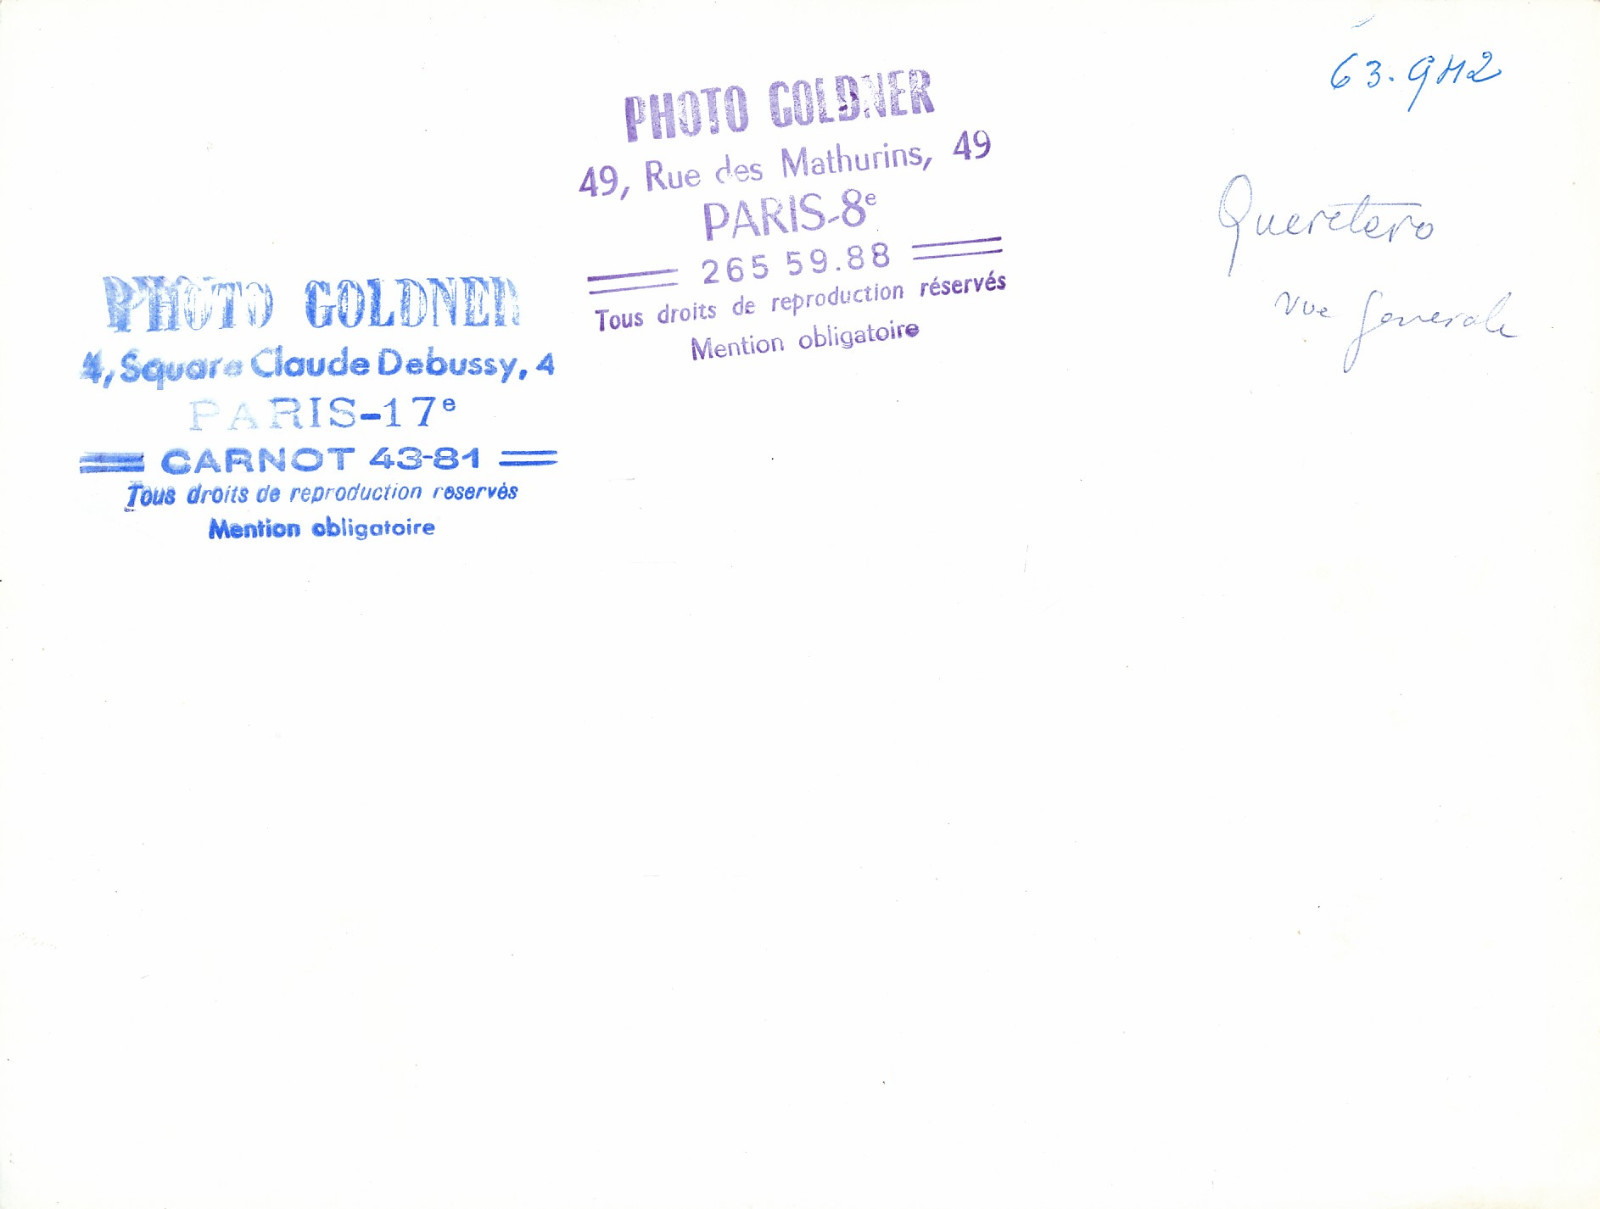 63.942
PHOTO GOLDNER
49, Rue des Mathurins, 49
PARIS-8e
265 59.88
Tous droits de reproduction réservés
Mention obligatoire
Queretaro
vue generale
PHOTO GOLDNER
4, Square Claude Debussy, 4
PARIS-17e
CARNOT 43-81
Tous droits de reproduction reservés
Mention obligatoire